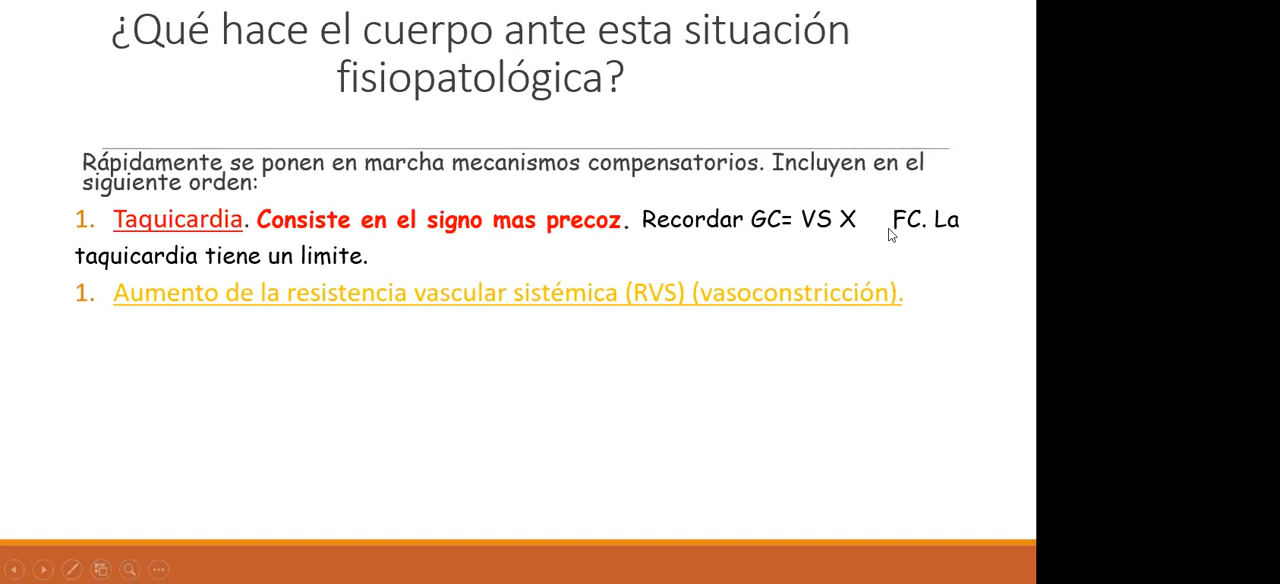 ¿Qué hace el cuerpo ante esta situación
fisiopatológica?
Rápidamente se ponen en marcha mecanismos compensatorios. Incluyen en el
siguiente orden:
1. Taquicardia. Consiste en el signo mas precoz. Recordar GC= VS X FC. La
taquicardia tiene un limite.
1. Aumento de la resistencia vascular sistémica (RVS) (vasoconstricción).